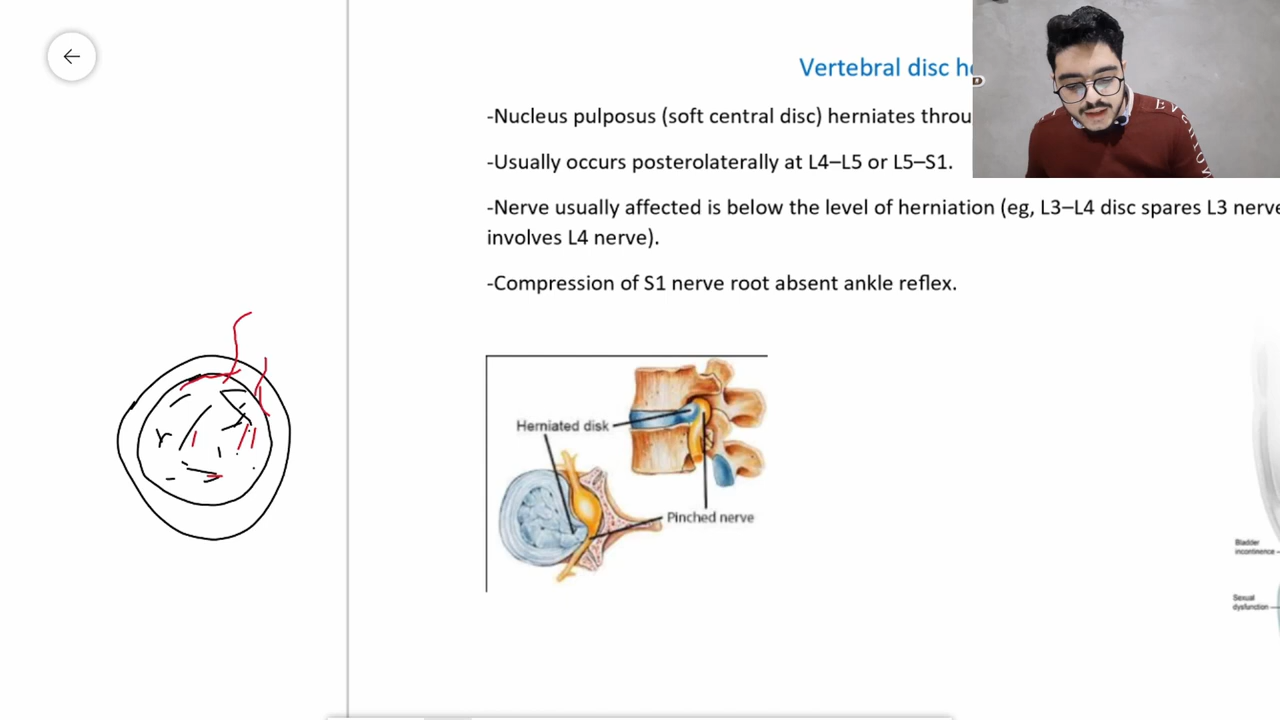 Vertebral disc he
-Nucleus pulposus (soft central disc) herniates throu
-Usually occurs posterolaterally at L4–L5 or L5–S1.
-Nerve usually affected is below the level of herniation (eg, L3–L4 disc spares L3 nerve
involves L4 nerve).
-Compression of S1 nerve root absent ankle reflex.
Herniated disk
Pinched nerve
Bladder
incontinence
Sexual
dysfunction